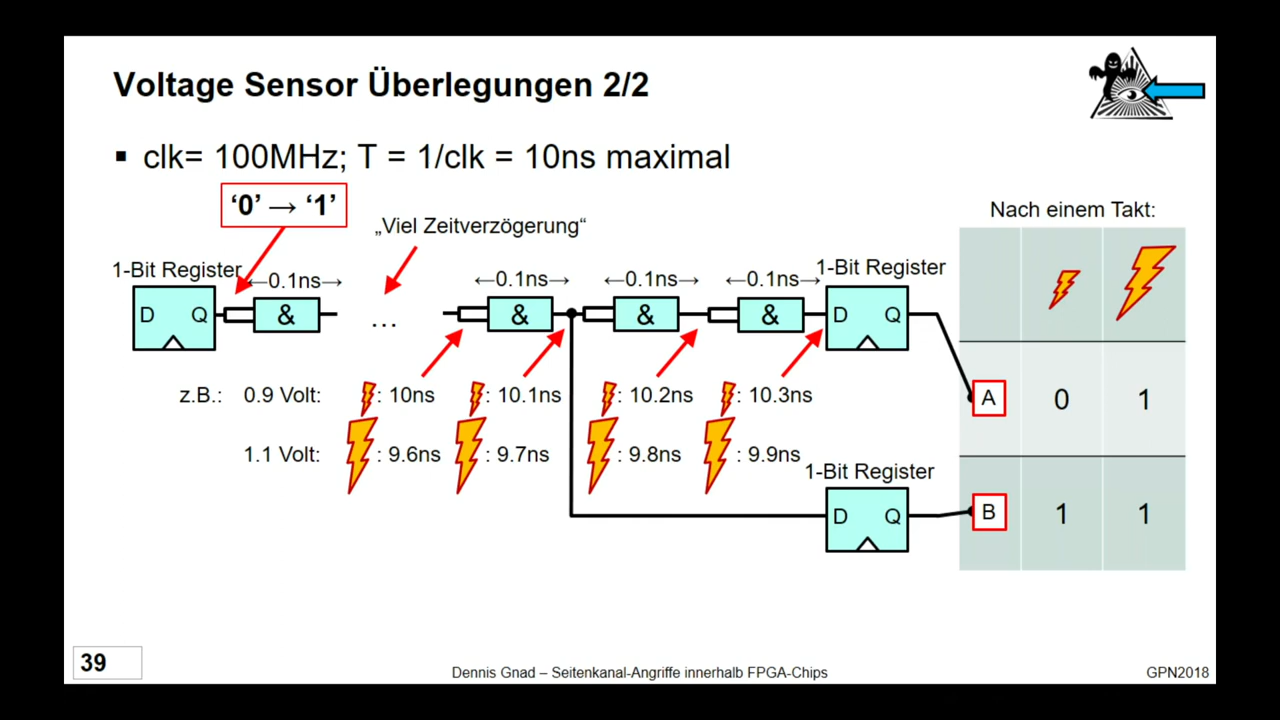 Voltage Sensor Überlegungen 2/2
▪ clk= 100MHz; T = 1/clk = 10ns maximal
‘0’ → ‘1’
„Viel Zeitverzögerung“
Nach einem Takt:
1-Bit Register
←0.1ns→
←0.1ns→
←0.1ns→
←0.1ns→
1-Bit Register
D Q & ... & & & D Q
z.B.: 0.9 Volt: : 10ns : 10.1ns : 10.2ns : 10.3ns
A 0 1
1.1 Volt: : 9.6ns : 9.7ns : 9.8ns : 9.9ns
1-Bit Register
D Q
B 1 1
39
Dennis Gnad – Seitenkanal-Angriffe innerhalb FPGA-Chips
GPN2018